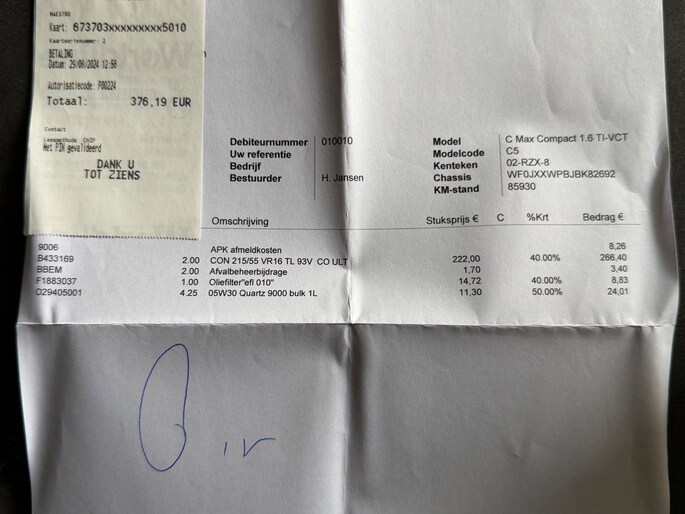 MAESTRO
Kaart: 673703xxxxxxxxx5010
Kaartserienummer: 2
BETALING
Datum: 29/08/2024 12:56
Autorisatiecode: P00224
Totaal: 376,19 EUR
Contact
Leesmethode: CHIP
Met PIN gevalideerd
DANK U
TOT ZIENS
Debiteurnummer 010010
Uw referentie
Bedrijf
Bestuurder H. Jansen
Model C Max Compact 1.6 TI-VCT
Modelcode C5
Kenteken 02-RZX-8
Chassis WF0JXXWPBJBK82692
KM-stand 85930
Omschrijving Stuksprijs € C %Krt Bedrag €
9006 APK afmeldkosten 8,26
B433169 2.00 CON 215/55 VR16 TL 93V CO ULT 222,00 40.00% 266,40
BBEM 2.00 Afvalbeheerbijdrage 1,70 3,40
F1883037 1.00 Oliefilter"efl 010" 14,72 40.00% 8,83
O29405001 4.25 05W30 Quartz 9000 bulk 1L 11,30 50.00% 24,01